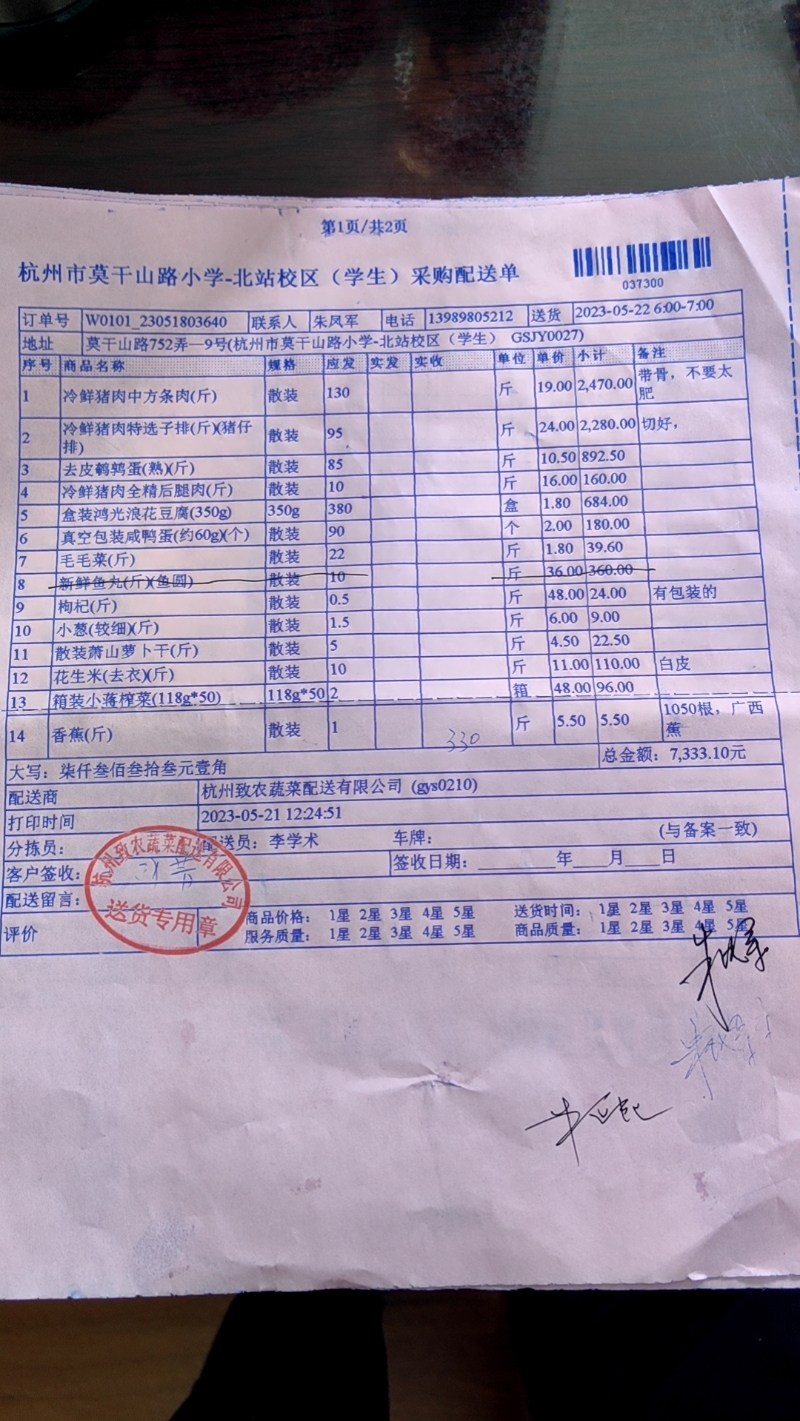 第1页/共2页
杭州市莫干山路小学-北站校区（学生）采购配送单
037300
订单号 W0101_23051803640 联系人 朱凤军 电话 13989805212 送货 2023-05-22 6:00-7:00
地址 莫干山路752弄—9号(杭州市莫干山路小学-北站校区（学生） GSJY0027)
序号 商品名称 规格 应发 实发 实收 单位 单价 小计 备注
1 冷鲜猪肉中方条肉(斤) 散装 130 斤 19.00 2,470.00 带骨，不要太肥
2 冷鲜猪肉特选子排(斤)(猪仔排) 散装 95 斤 24.00 2,280.00 切好，
3 去皮鹌鹑蛋(熟)(斤) 散装 85 斤 10.50 892.50
4 冷鲜猪肉全精后腿肉(斤) 散装 10 斤 16.00 160.00
5 盒装鸿光浪花豆腐(350g) 350g 380 盒 1.80 684.00
6 真空包装咸鸭蛋(约60g)(个) 散装 90 个 2.00 180.00
7 毛毛菜(斤) 散装 22 斤 1.80 39.60
8 新鲜鱼丸(斤)(鱼圆) 散装 10 斤 36.00 360.00
9 枸杞(斤) 散装 0.5 斤 48.00 24.00 有包装的
10 小葱(较细)(斤) 散装 1.5 斤 6.00 9.00
11 散装萧山萝卜干(斤) 散装 5 斤 4.50 22.50
12 花生米(去衣)(斤) 散装 10 斤 11.00 110.00 白皮
13 箱装小蒋榨菜(118g*50) 118g*50 2 箱 48.00 96.00
14 香蕉(斤) 散装 1 330 斤 5.50 5.50 1050根，广西蕉
大写：柒仟叁佰叁拾叁元壹角 总金额：7,333.10元
配送商 杭州致农蔬菜配送有限公司 (gys0210)
打印时间 2023-05-21 12:24:51
分拣员： 配送员：李学术 车牌： (与备案一致)
客户签收： 签收日期：______年___月___日
配送留言：
杭州致农蔬菜配送有限公司
送货专用章
评价 商品价格： 1星 2星 3星 4星 5星 送货时间： 1星 2星 3星 4星 5星
服务质量： 1星 2星 3星 4星 5星 商品质量： 1星 2星 3星 4星 5星